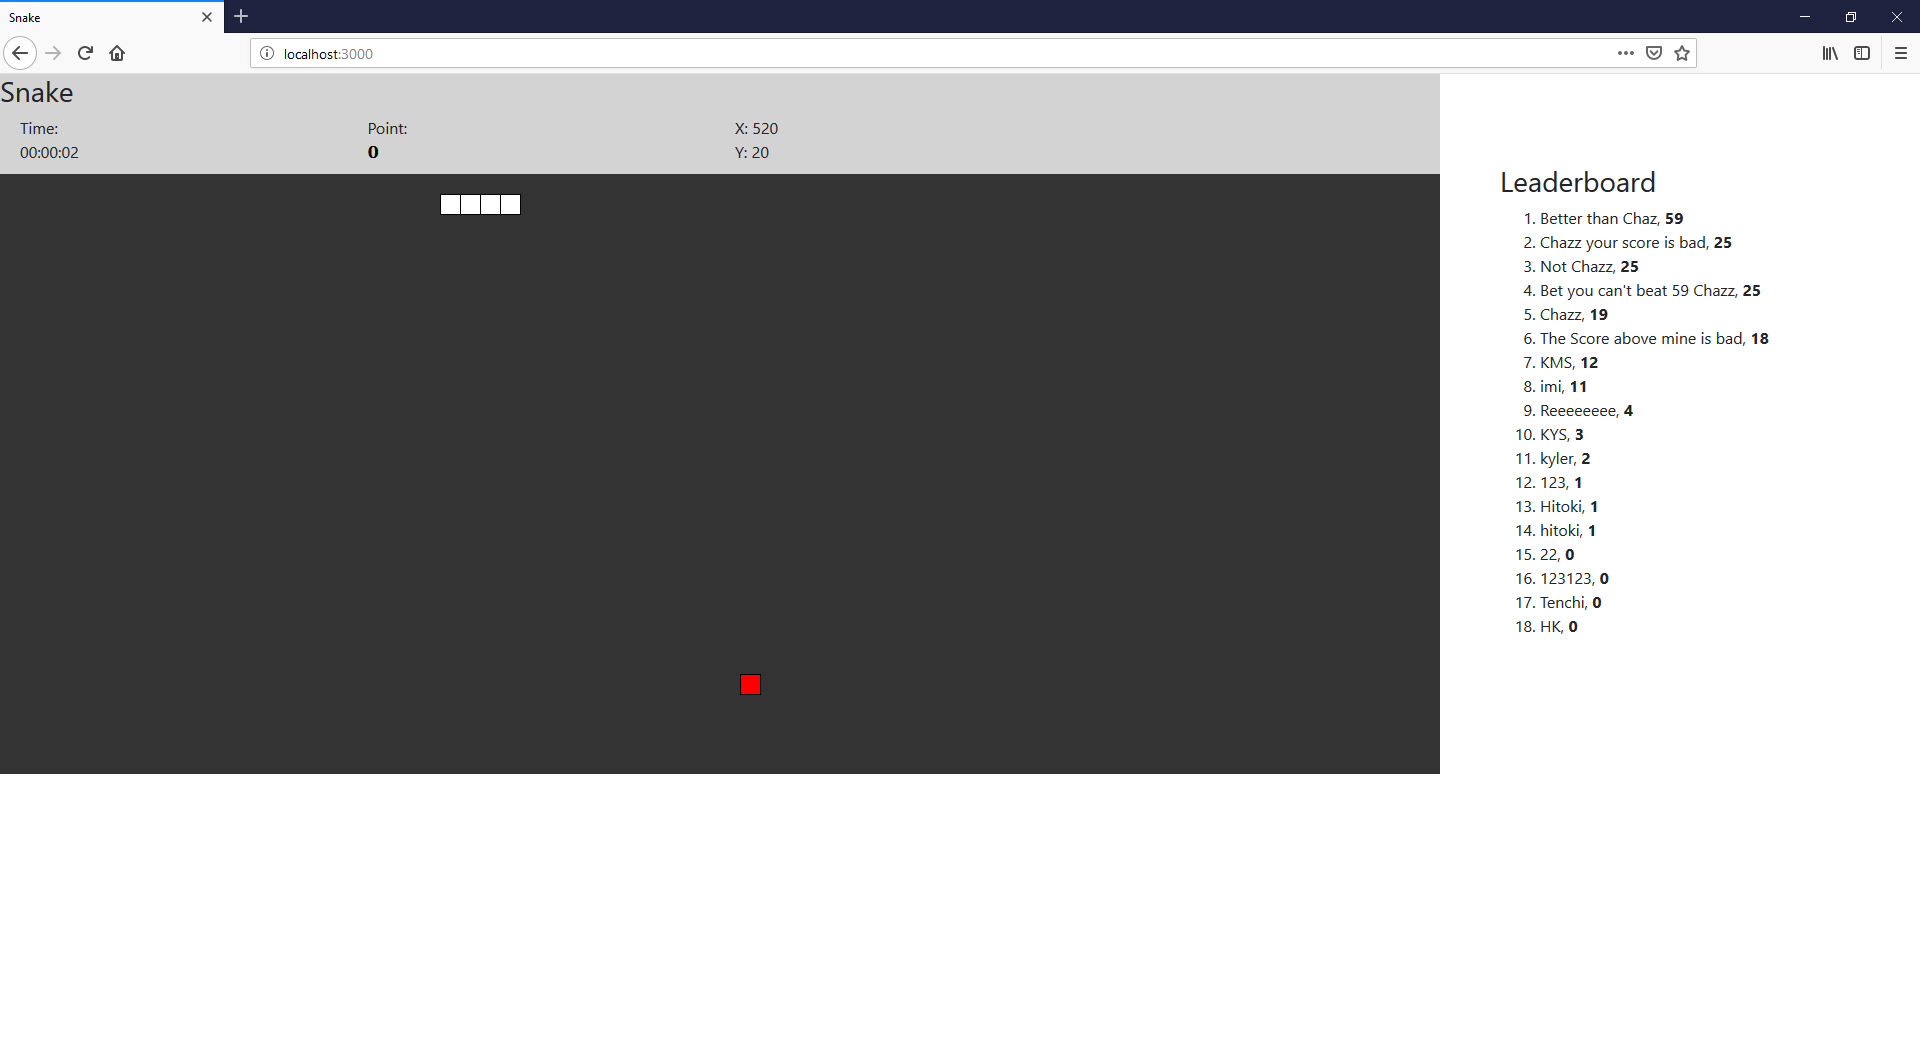 Snake
localhost:3000
Snake
Time:
00:00:02
Point:
0
X: 520
Y: 20
Leaderboard
1. Better than Chaz, 59
2. Chazz your score is bad, 25
3. Not Chazz, 25
4. Bet you can't beat 59 Chazz, 25
5. Chazz, 19
6. The Score above mine is bad, 18
7. KMS, 12
8. imi, 11
9. Reeeeeeee, 4
10. KYS, 3
11. kyler, 2
12. 123, 1
13. Hitoki, 1
14. hitoki, 1
15. 22, 0
16. 123123, 0
17. Tenchi, 0
18. HK, 0